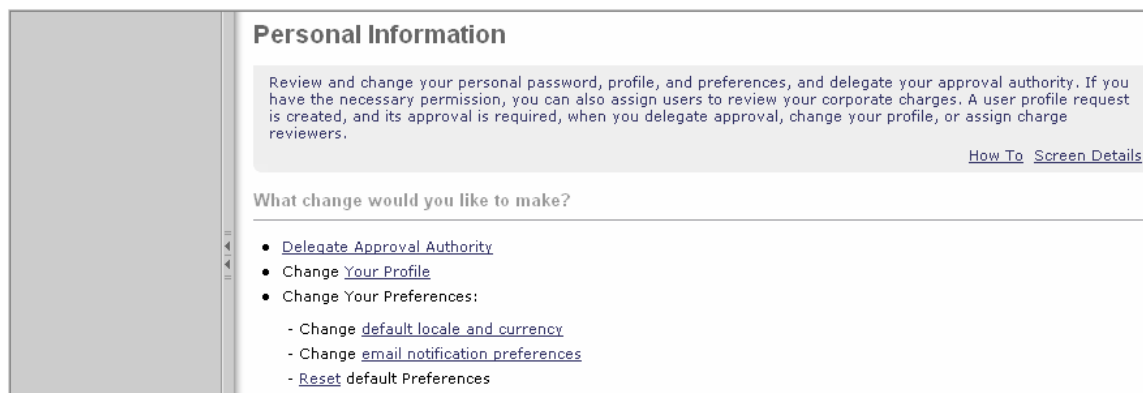 Personal Information
Review and change your personal password, profile, and preferences, and delegate your approval authority. If you
have the necessary permission, you can also assign users to review your corporate charges. A user profile request
is created, and its approval is required, when you delegate approval, change your profile, or assign charge
reviewers.
How To Screen Details
What change would you like to make?
• Delegate Approval Authority
• Change Your Profile
• Change Your Preferences:
- Change default locale and currency
- Change email notification preferences
- Reset default Preferences